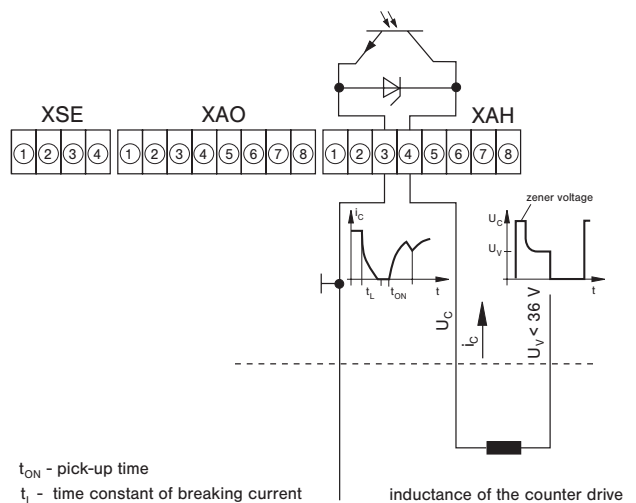 XSE XAO XAH
1 2 3 4 1 2 3 4 5 6 7 8 1 2 3 4 5 6 7 8
zener voltage
i_C
U_C
U_V
t_L t_ON t
t
U_C
i_C
U_V < 36 V
t_ON - pick-up time
t_L - time constant of breaking current
inductance of the counter drive